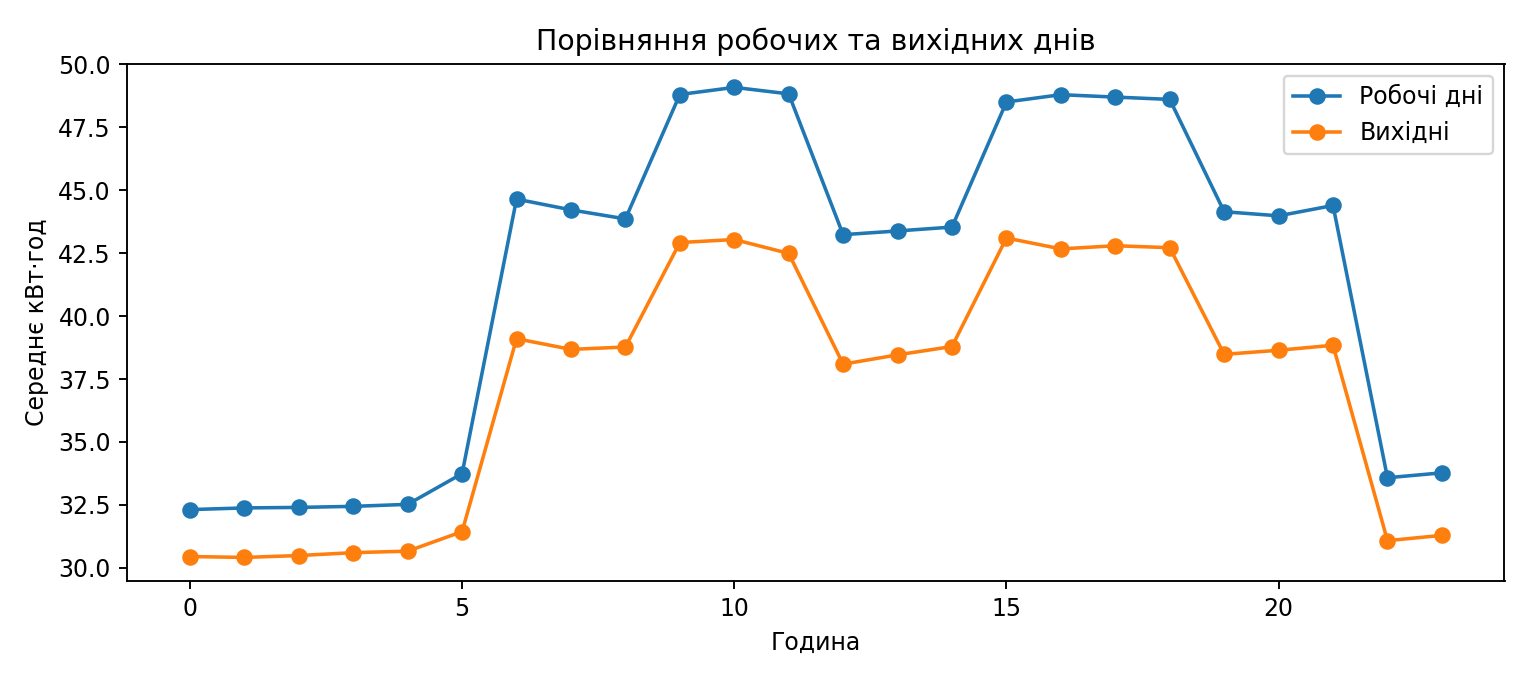 Порівняння робочих та вихідних днів
50.0
47.5
45.0
42.5
40.0
37.5
35.0
32.5
30.0
Середнє кВт·год
Робочі дні
Вихідні
0 5 10 15 20
Година